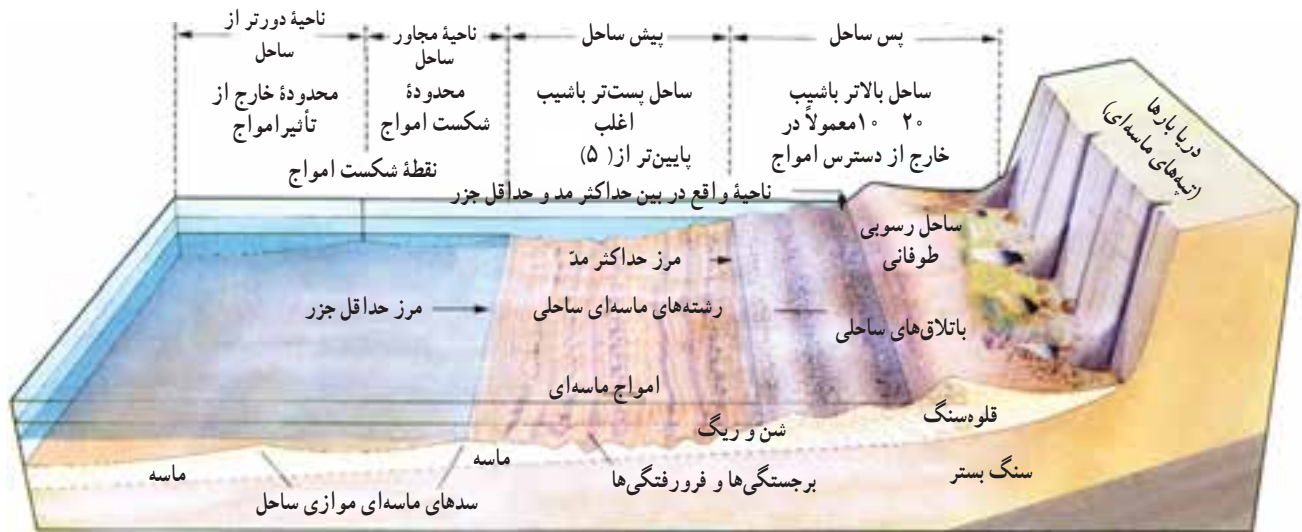 پس ساحل
پیش ساحل
ناحیهٔ مجاور
ساحل
ناحیهٔ دورتر از
ساحل
ساحل بالاتر باشیب
۲۰ ۱۰معمولاً در
خارج از دسترس امواج
ساحل پست‌تر باشیب
اغلب
پایین‌تر از( ۵)
محدودهٔ
شکست امواج
محدودهٔ خارج از
تأثیرامواج
نقطهٔ شکست امواج
ناحیهٔ واقع در بین حداکثر مد و حداقل جزر
دریا بارها
(تپه‌های ماسه‌ای)
ساحل رسوبی
طوفانی
مرز حداکثر مدّ
مرز حداقل جزر
رشته‌های ماسه‌ای ساحلی
باتلاق‌های ساحلی
امواج ماسه‌ای
قلوه‌سنگ
شن و ریگ
سنگ بستر
برجستگی‌ها و فرورفتگی‌ها
ماسه
ماسه
سدهای ماسه‌ای موازی ساحل